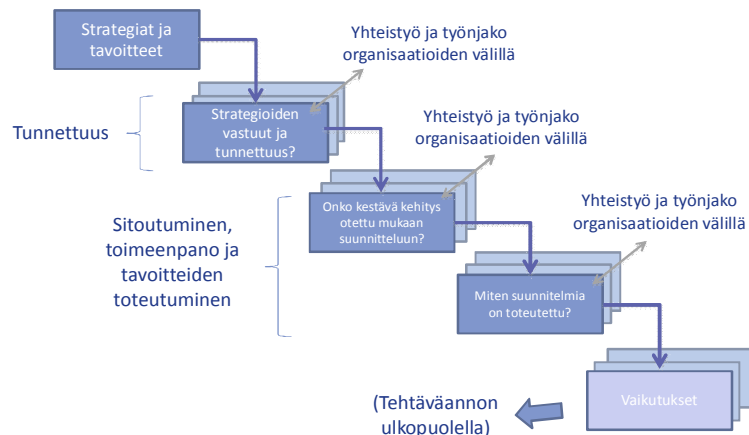 Strategiat ja
tavoitteet
Yhteistyö ja työnjako
organisaatioiden välillä
Tunnettuus
Strategioiden
vastuut ja
tunnettuus?
Yhteistyö ja työnjako
organisaatioiden välillä
Sitoutuminen,
toimeenpano ja
tavoitteiden
toteutuminen
Onko kestävä kehitys
otettu mukaan
suunnitteluun?
Yhteistyö ja työnjako
organisaatioiden välillä
Miten suunnitelmia
on toteutettu?
Vaikutukset
(Tehtäväannon
ulkopuolella)